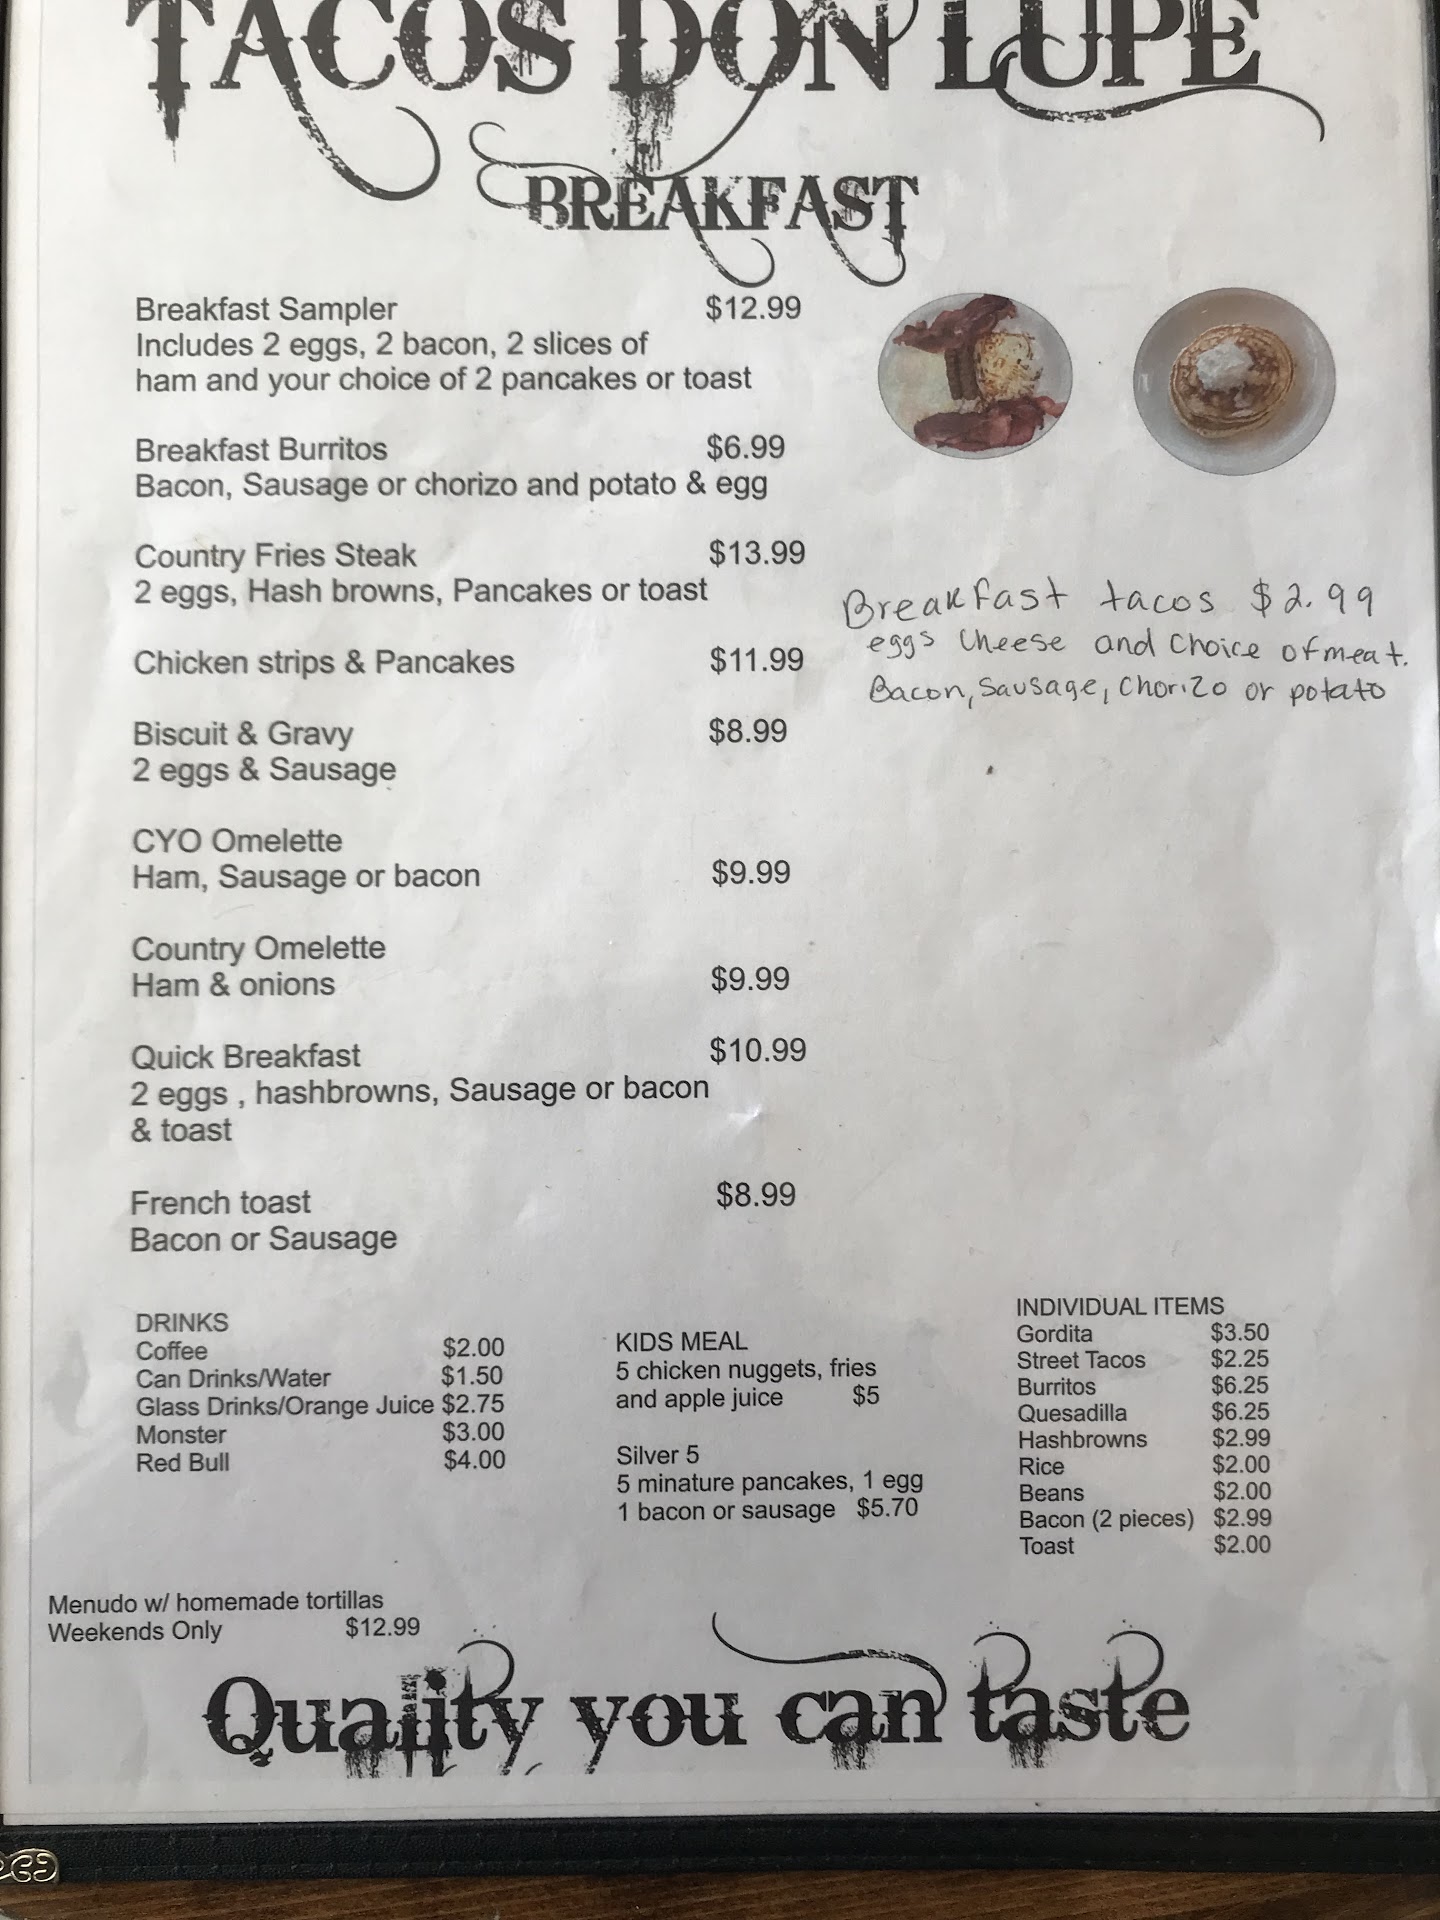 TACOS DON LUPE
BREAKFAST
Breakfast Sampler $12.99
Includes 2 eggs, 2 bacon, 2 slices of
ham and your choice of 2 pancakes or toast
Breakfast Burritos $6.99
Bacon, Sausage or chorizo and potato & egg
Country Fries Steak $13.99
2 eggs, Hash browns, Pancakes or toast
Chicken strips & Pancakes $11.99
Biscuit & Gravy $8.99
2 eggs & Sausage
CYO Omelette
Ham, Sausage or bacon $9.99
Country Omelette
Ham & onions $9.99
Quick Breakfast $10.99
2 eggs , hashbrowns, Sausage or bacon
& toast
French toast $8.99
Bacon or Sausage
Breakfast tacos $2.99
eggs Cheese and Choice of meat.
Bacon, Sausage, Chorizo or potato
DRINKS
Coffee $2.00
Can Drinks/Water $1.50
Glass Drinks/Orange Juice $2.75
Monster $3.00
Red Bull $4.00
KIDS MEAL
5 chicken nuggets, fries
and apple juice $5
Silver 5
5 minature pancakes, 1 egg
1 bacon or sausage $5.70
INDIVIDUAL ITEMS
Gordita $3.50
Street Tacos $2.25
Burritos $6.25
Quesadilla $6.25
Hashbrowns $2.99
Rice $2.00
Beans $2.00
Bacon (2 pieces) $2.99
Toast $2.00
Menudo w/ homemade tortillas
Weekends Only $12.99
Quality you can taste